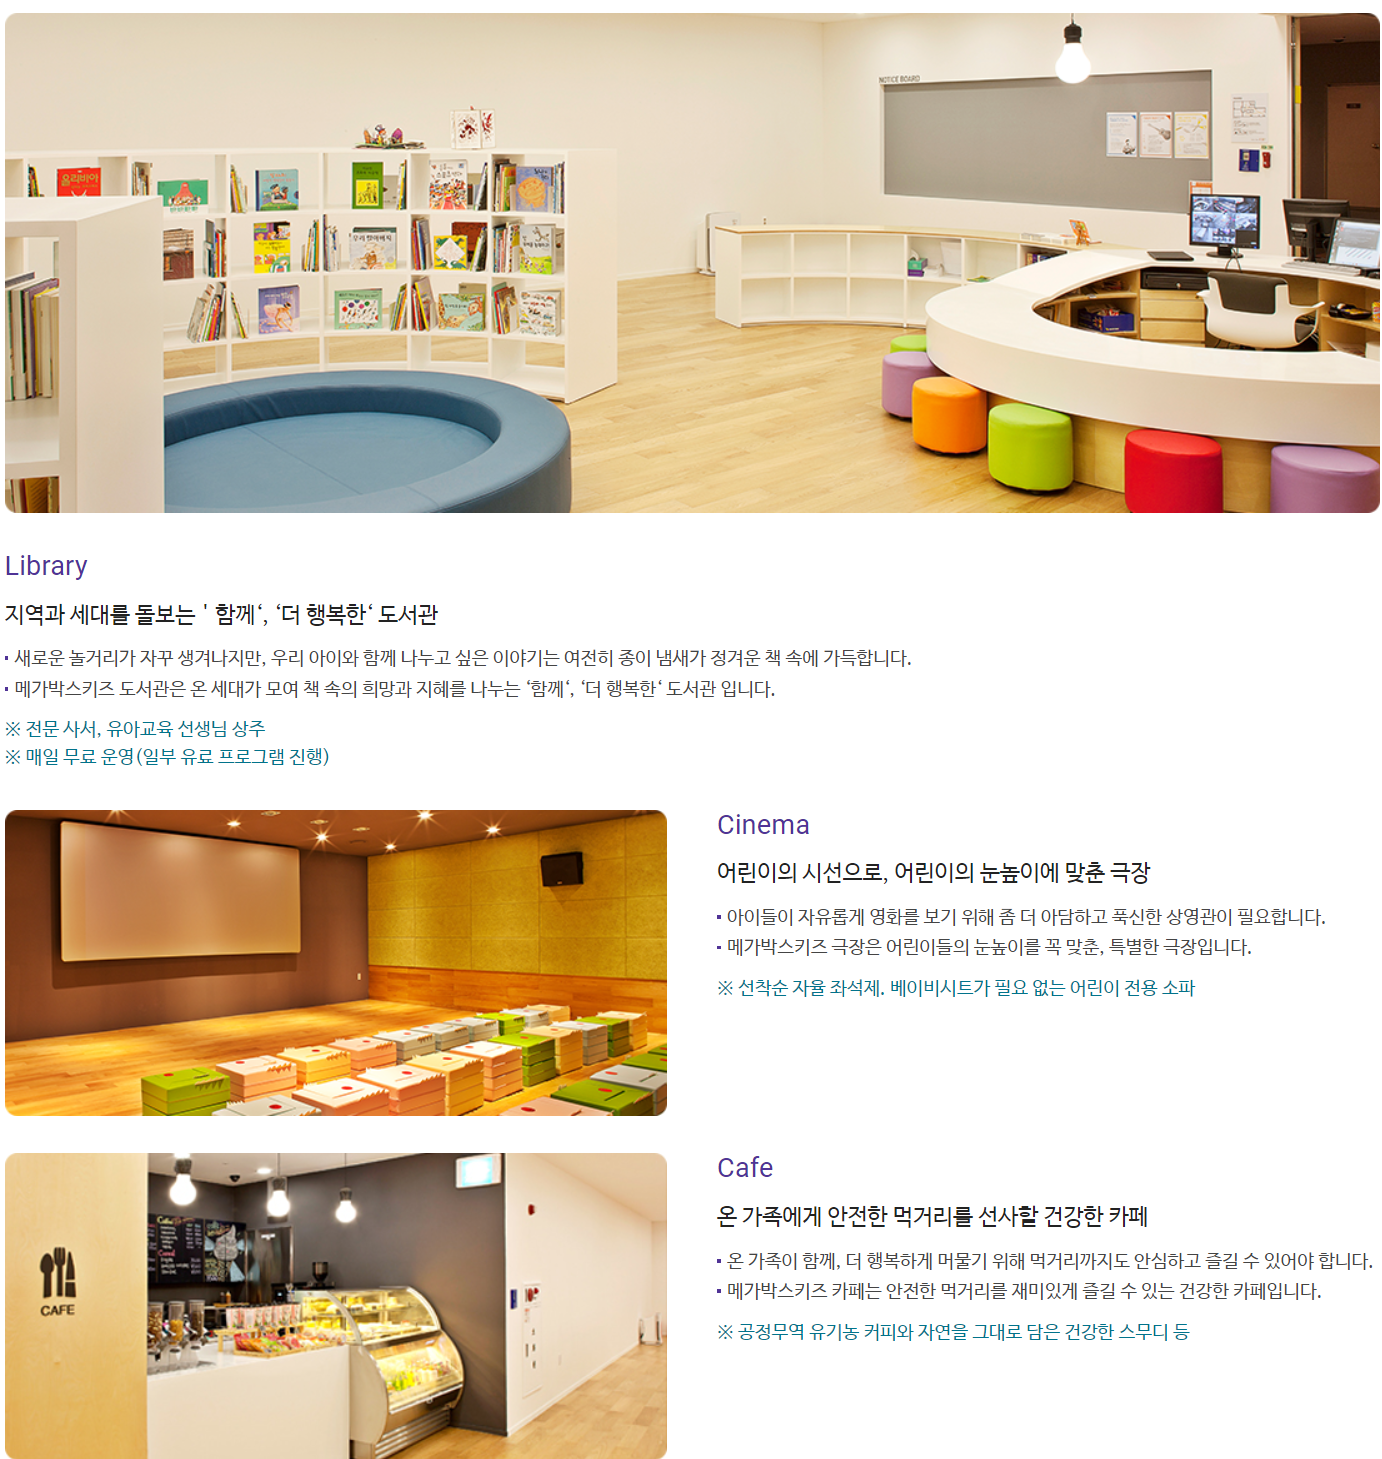 NOTICE BOARD
올리비아
Library
지역과 세대를 돌보는 ' 함께‘, ‘더 행복한‘ 도서관
▪ 새로운 놀거리가 자꾸 생겨나지만, 우리 아이와 함께 나누고 싶은 이야기는 여전히 종이 냄새가 정겨운 책 속에 가득합니다.
▪ 메가박스키즈 도서관은 온 세대가 모여 책 속의 희망과 지혜를 나누는 ‘함께‘, ‘더 행복한‘ 도서관 입니다.
※ 전문 사서, 유아교육 선생님 상주
※ 매일 무료 운영(일부 유료 프로그램 진행)
Cinema
어린이의 시선으로, 어린이의 눈높이에 맞춘 극장
▪ 아이들이 자유롭게 영화를 보기 위해 좀 더 아담하고 푹신한 상영관이 필요합니다.
▪ 메가박스키즈 극장은 어린이들의 눈높이를 꼭 맞춘, 특별한 극장입니다.
※ 선착순 자율 좌석제. 베이비시트가 필요 없는 어린이 전용 소파
CAFE
Cafe
온 가족에게 안전한 먹거리를 선사할 건강한 카페
▪ 온 가족이 함께, 더 행복하게 머물기 위해 먹거리까지도 안심하고 즐길 수 있어야 합니다.
▪ 메가박스키즈 카페는 안전한 먹거리를 재미있게 즐길 수 있는 건강한 카페입니다.
※ 공정무역 유기농 커피와 자연을 그대로 담은 건강한 스무디 등